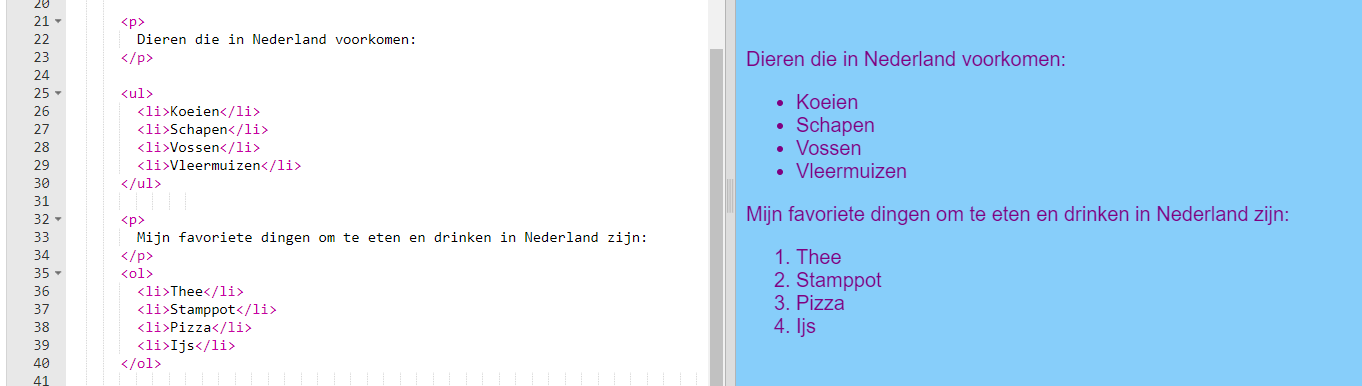 20
21 <p>
22 Dieren die in Nederland voorkomen:
23 </p>
24
25 <ul>
26 <li>Koeien</li>
27 <li>Schapen</li>
28 <li>Vossen</li>
29 <li>Vleermuizen</li>
30 </ul>
31
32 <p>
33 Mijn favoriete dingen om te eten en drinken in Nederland zijn:
34 </p>
35 <ol>
36 <li>Thee</li>
37 <li>Stamppot</li>
38 <li>Pizza</li>
39 <li>Ijs</li>
40 </ol>
41
Dieren die in Nederland voorkomen:
• Koeien
• Schapen
• Vossen
• Vleermuizen
Mijn favoriete dingen om te eten en drinken in Nederland zijn:
1. Thee
2. Stamppot
3. Pizza
4. Ijs